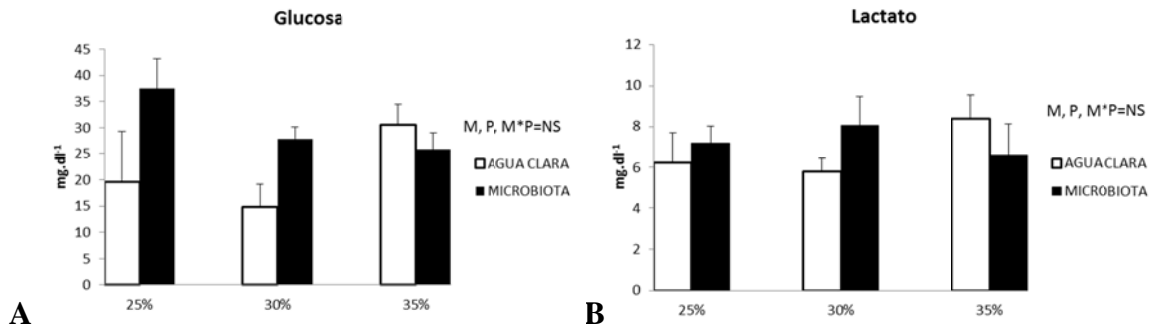 Glucosa
45
40
35
30
25
20
15
10
5
0
mg.dl-1
25%
30%
35%
M, P, M*P=NS
AGUA CLARA
MICROBIOTA
A
Lactato
12
10
8
6
4
2
0
mg.dl-1
25%
30%
35%
M, P, M*P=NS
AGUACLARA
MICR0BIOTA
B